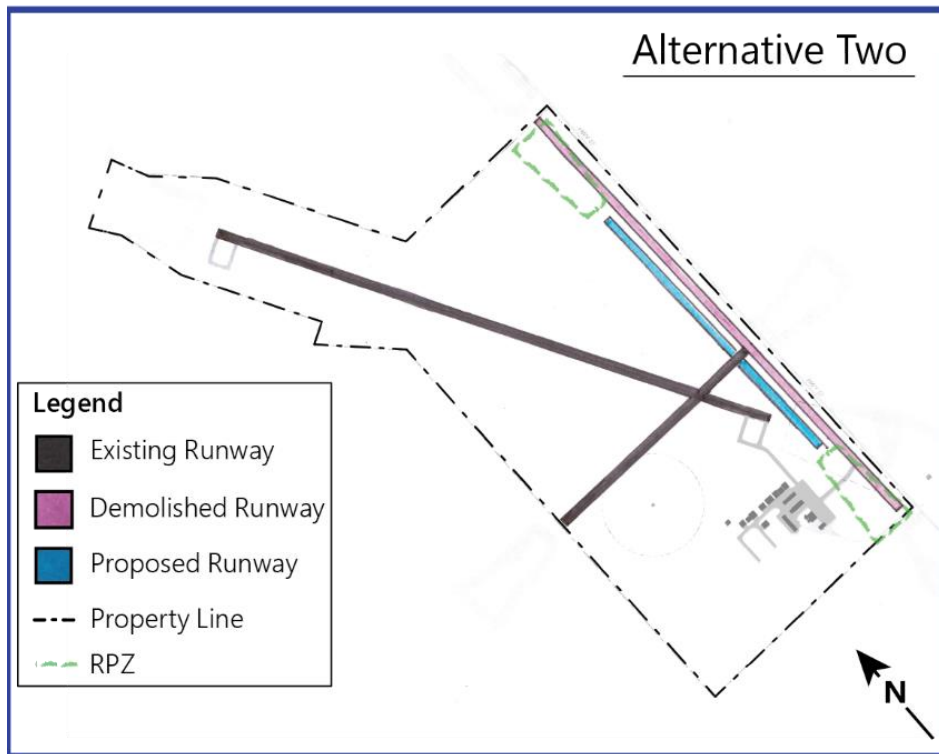 Alternative Two
Legend
Existing Runway
Demolished Runway
Proposed Runway
Property Line
RPZ
N